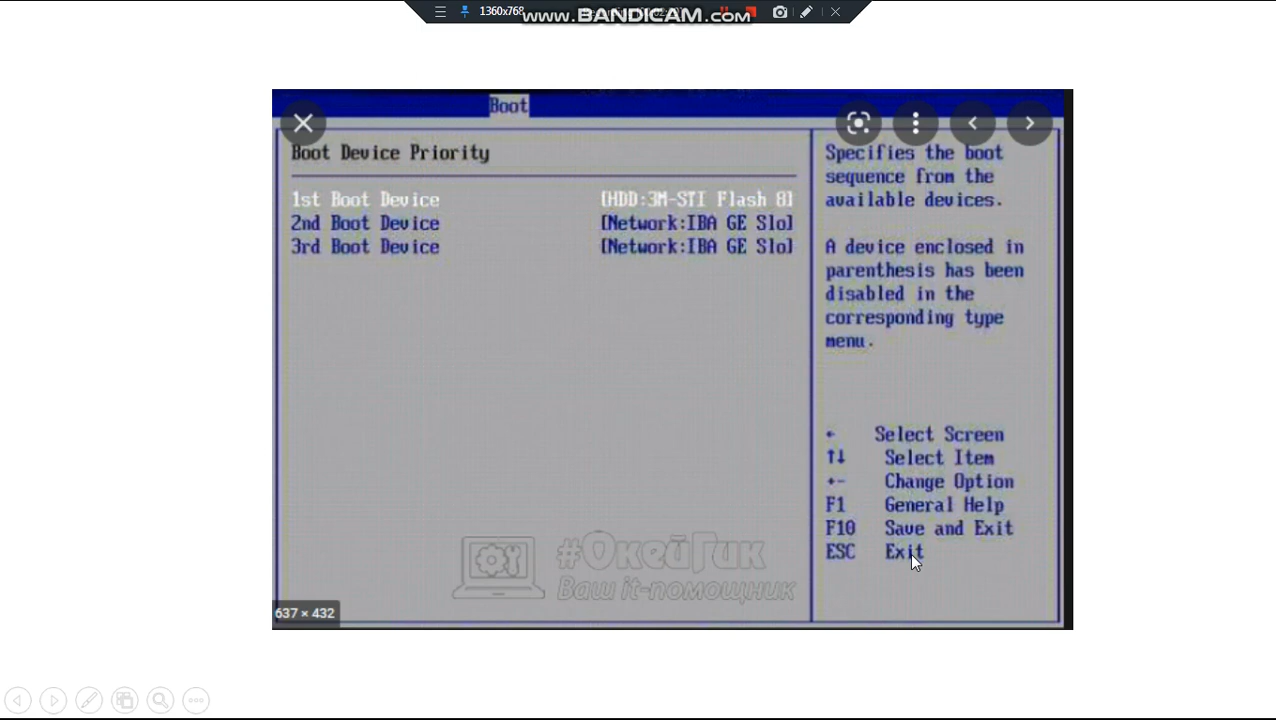 1360x768
www.BANDICAM.com
Boot
Boot Device Priority
1st Boot Device [HDD:3M-STI Flash 8]
2nd Boot Device [Network:IBA GE Slo]
3rd Boot Device [Network:IBA GE Slo]
Specifies the boot
sequence from the
available devices.
A device enclosed in
parenthesis has been
disabled in the
corresponding type
menu.
← Select Screen
↑↓ Select Item
+- Change Option
F1 General Help
F10 Save and Exit
ESC Exit
#ОкейГик
Ваш it-помощник
637 × 432